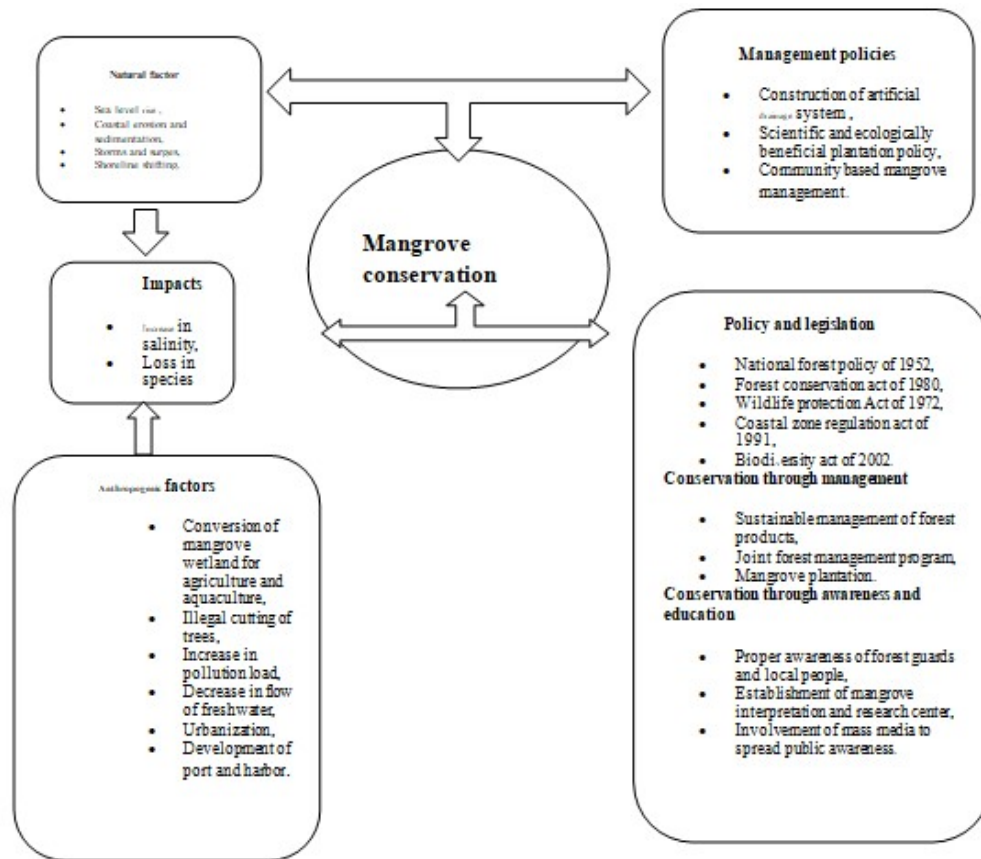 Natural factor
Sea level rise,
Coastal erosion and
sedimentation,
Storms and surges,
Shoreline shifting,
Management policies
Construction of artificial
drainage system,
Scientific and ecologically
beneficial plantation policy,
Community based mangrove
management.
Mangrove
conservation
Impacts
Increase in
salinity,
Loss in
species
Policy and legislation
National forest policy of 1952,
Forest conservation act of 1980,
Wildlife protection Act of 1972,
Coastal zone regulation act of
1991,
Biodiversity act of 2002.
Conservation through management
Sustainable management of forest
products,
Joint forest management program,
Mangrove plantation.
Conservation through awareness and
education
Proper awareness of forest guards
and local people,
Establishment of mangrove
interpretation and research center,
Involvement of mass media to
spread public awareness.
Anthropogenic factors
Conversion of
mangrove
wetland for
agriculture and
aquaculture,
Illegal cutting of
trees,
Increase in
pollution load,
Decrease in flow
of freshwater,
Urbanization,
Development of
port and harbor.